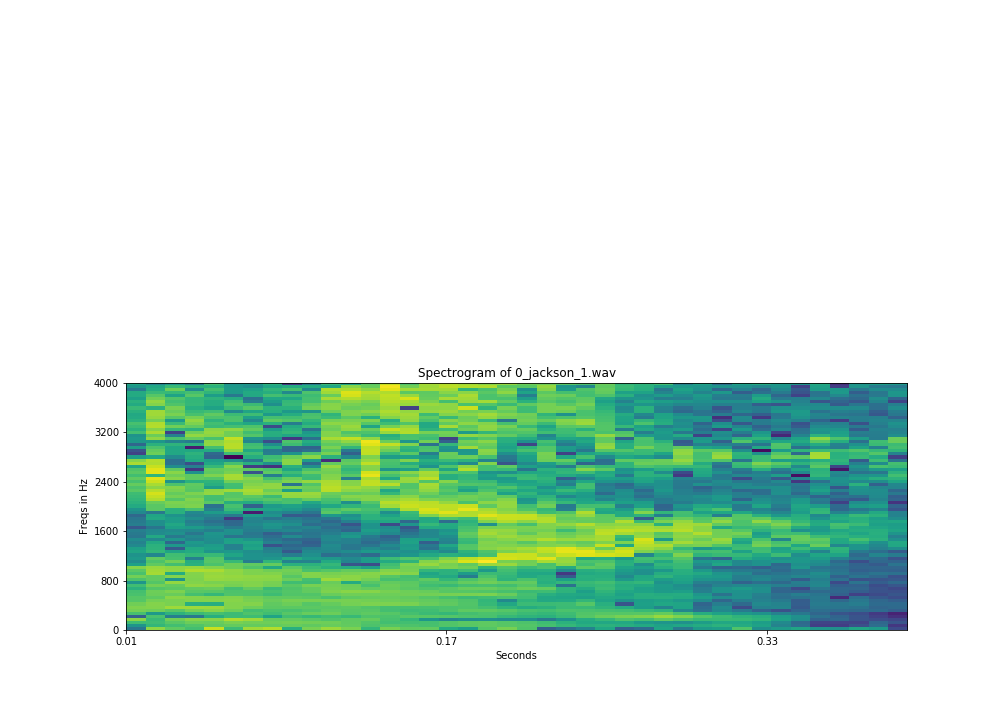 Spectrogram of 0_jackson_1.wav
Freqs in Hz
4000
3200
2400
1600
800
0
0.01 0.17 0.33
Seconds